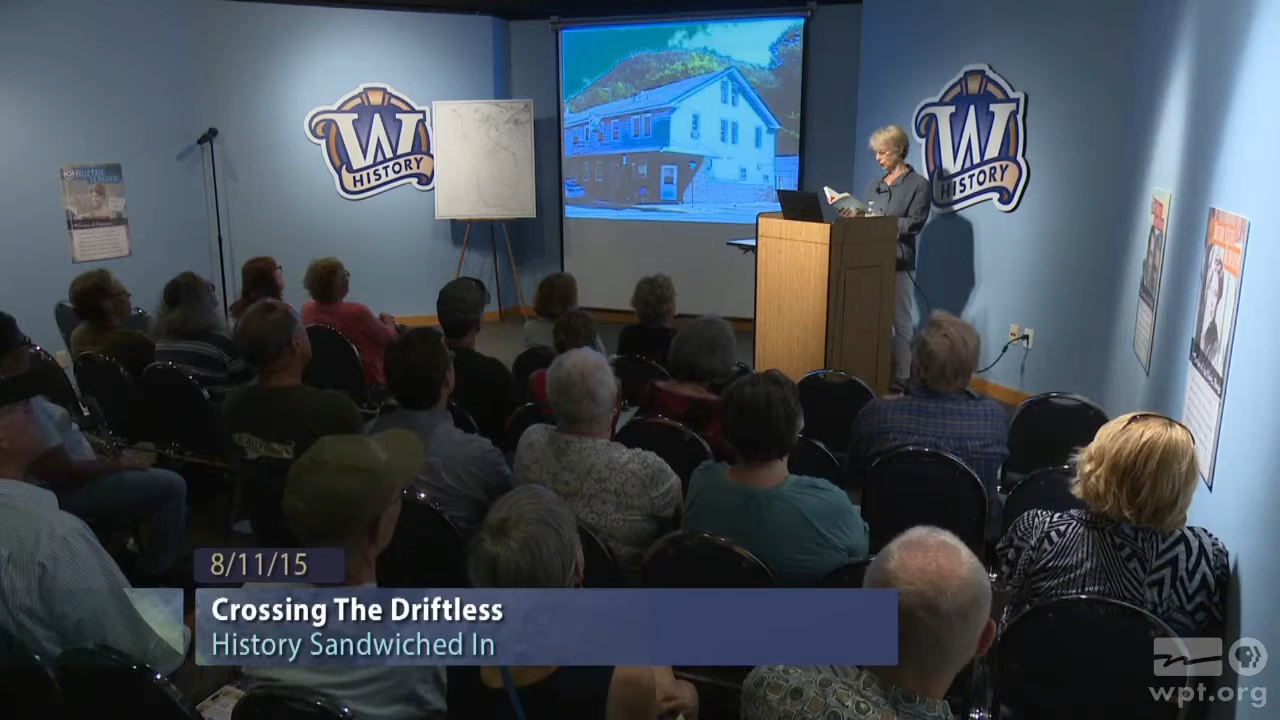 W
HISTORY
W
HISTORY
8/11/15
Crossing The Driftless
History Sandwiched In
wpt.org